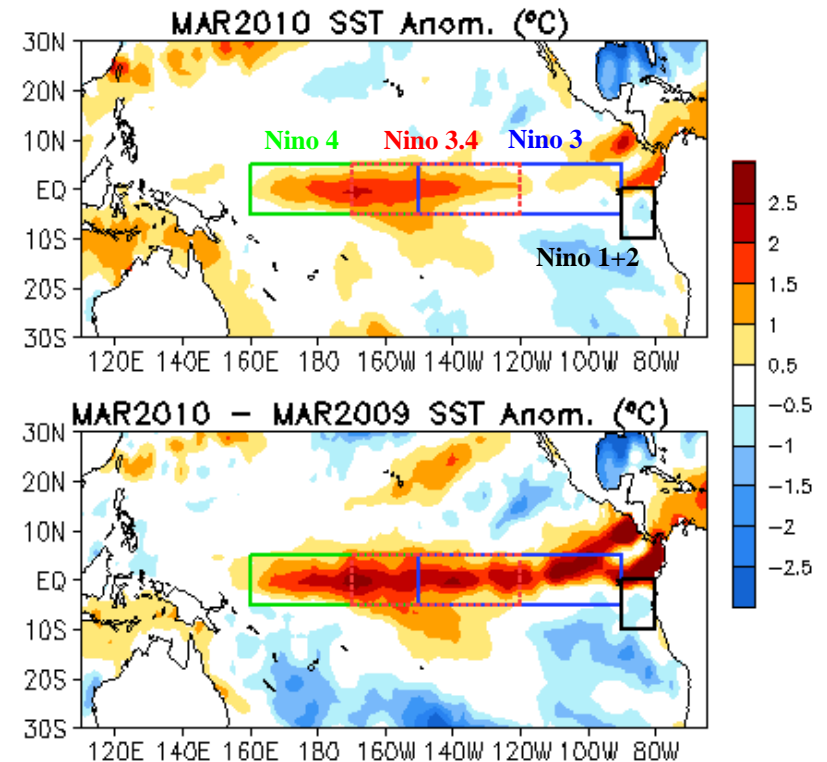 MAR2010 SST Anom. (°C)
30N
20N
10N
EQ
10S
20S
30S
Nino 4 Nino 3.4 Nino 3
Nino 1+2
120E 140E 160E 180 160W 140W 120W 100W 80W
2.5
2
1.5
1
0.5
-0.5
-1
-1.5
-2
-2.5
MAR2010 - MAR2009 SST Anom. (°C)
30N
20N
10N
EQ
10S
20S
30S
120E 140E 160E 180 160W 140W 120W 100W 80W